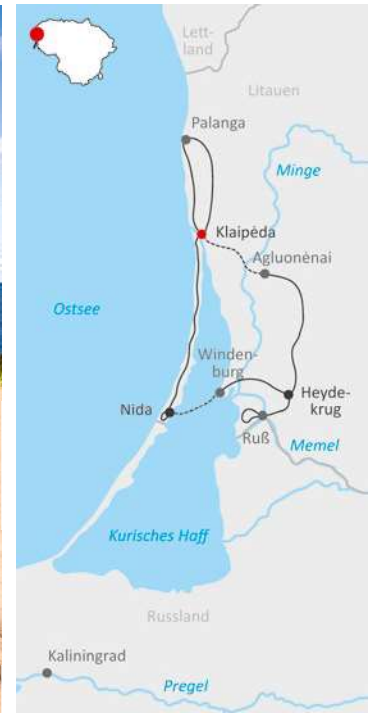 Lett-
land
Litauen
Palanga
Minge
Klaipėda
Agluonėnai
Ostsee
Winden-
burg
Nida
Heyde-
krug
Ruß
Memel
Kurisches Haff
Russland
Kaliningrad
Pregel